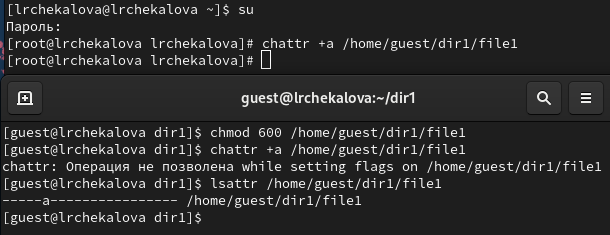 [lrchekalova@lrchekalova ~]$ su
Пароль:
[root@lrchekalova lrchekalova]# chattr +a /home/guest/dir1/file1
[root@lrchekalova lrchekalova]#
guest@lrchekalova:~/dir1
[guest@lrchekalova dir1]$ chmod 600 /home/guest/dir1/file1
[guest@lrchekalova dir1]$ chattr +a /home/guest/dir1/file1
chattr: Операция не позволена while setting flags on /home/guest/dir1/file1
[guest@lrchekalova dir1]$ lsattr /home/guest/dir1/file1
-----a---------------- /home/guest/dir1/file1
[guest@lrchekalova dir1]$